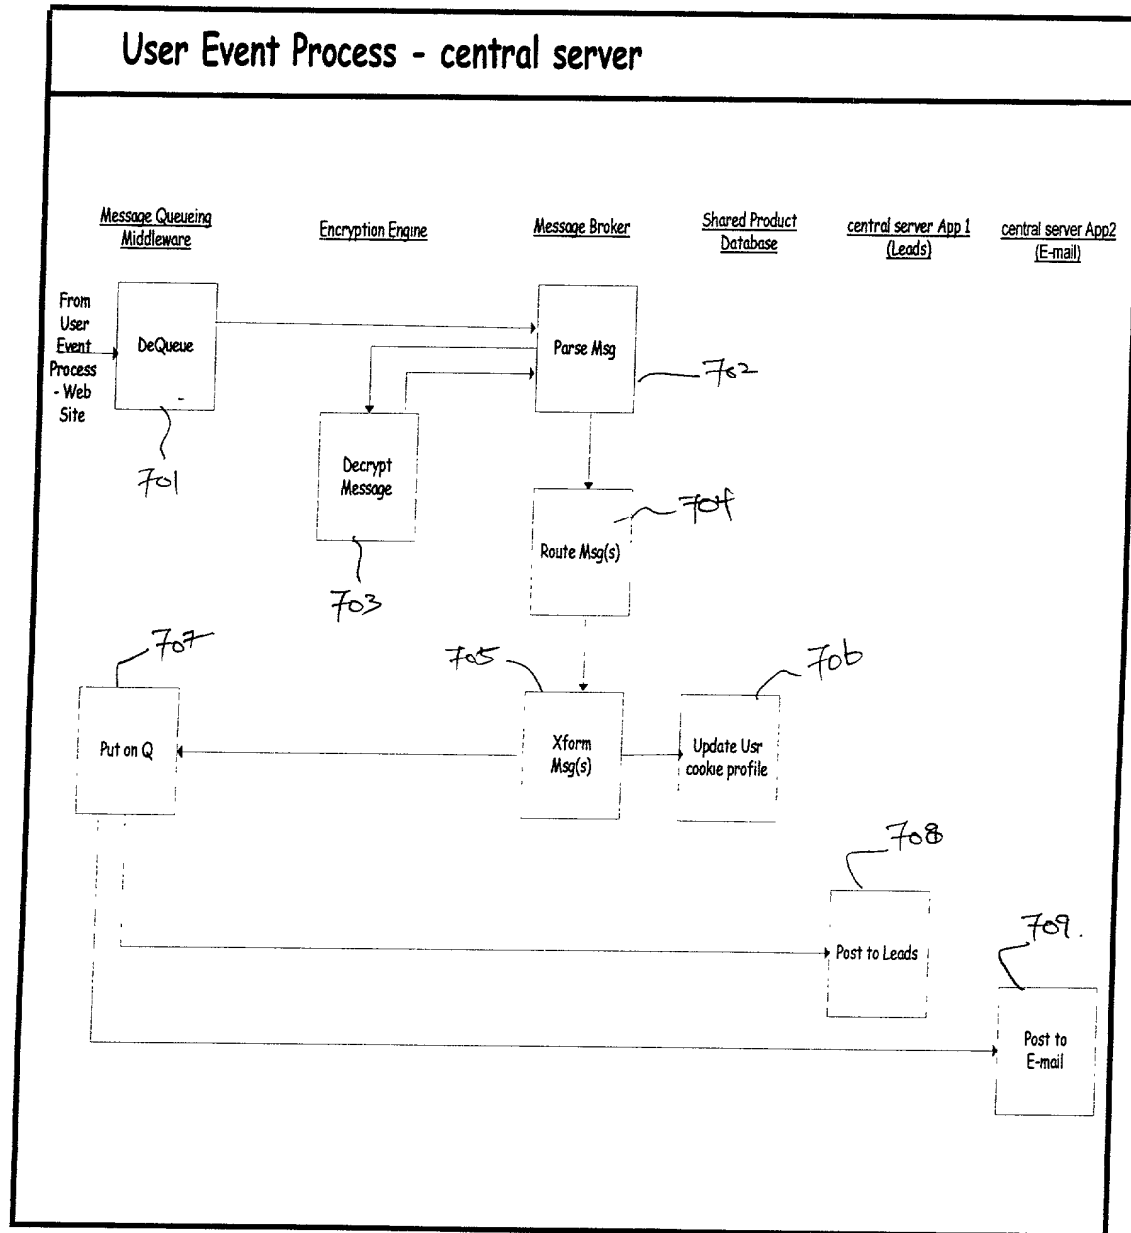 User Event Process - central server
Message Queueing
Middleware
Encryption Engine
Message Broker
Shared Product
Database
central server App 1
(Leads)
central server App2
(E-mail)
From
User
Event
Process
- Web
Site
DeQueue
Parse Msg
702
701
Decrypt
Message
704
Route Msg(s)
703
707
705
706
Put on Q
Xform
Msg(s)
Update Usr
cookie profile
708
Post to Leads
709.
Post to
E-mail